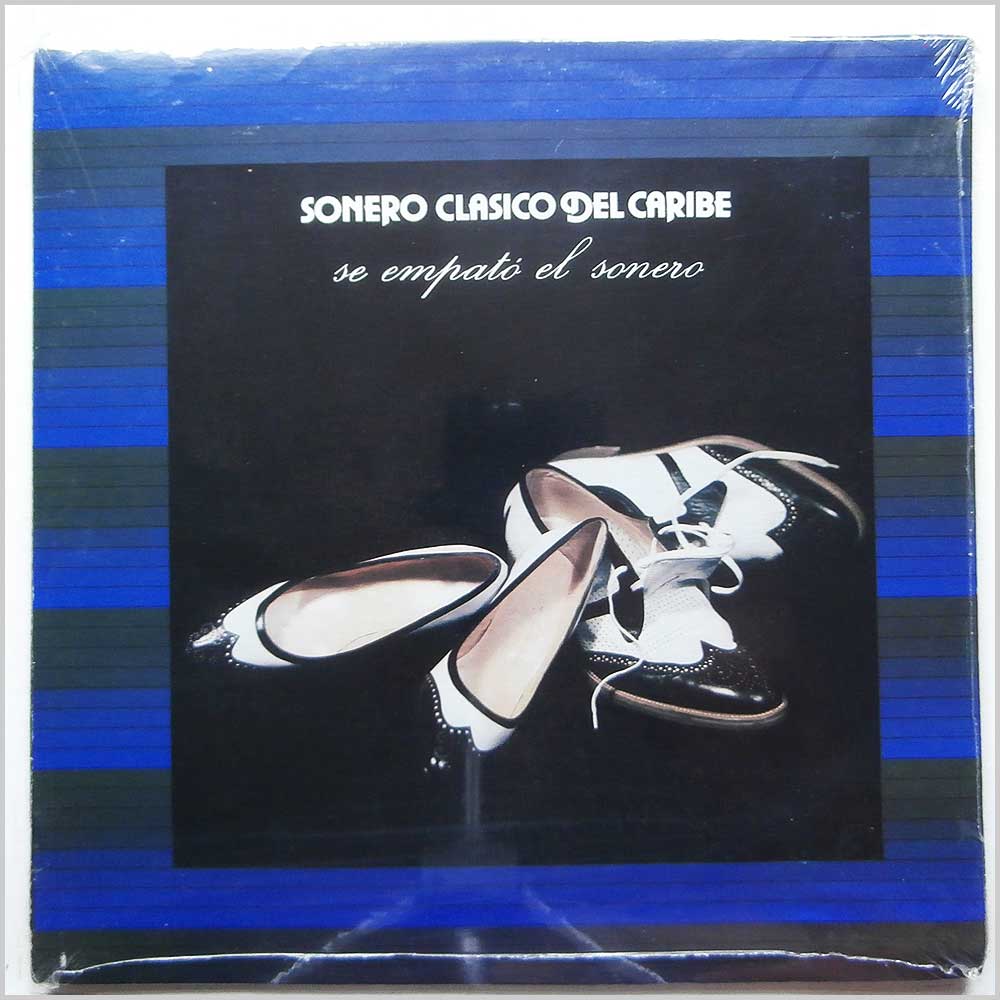 SONERO CLASICO DEL CARIBE
se empató el sonero